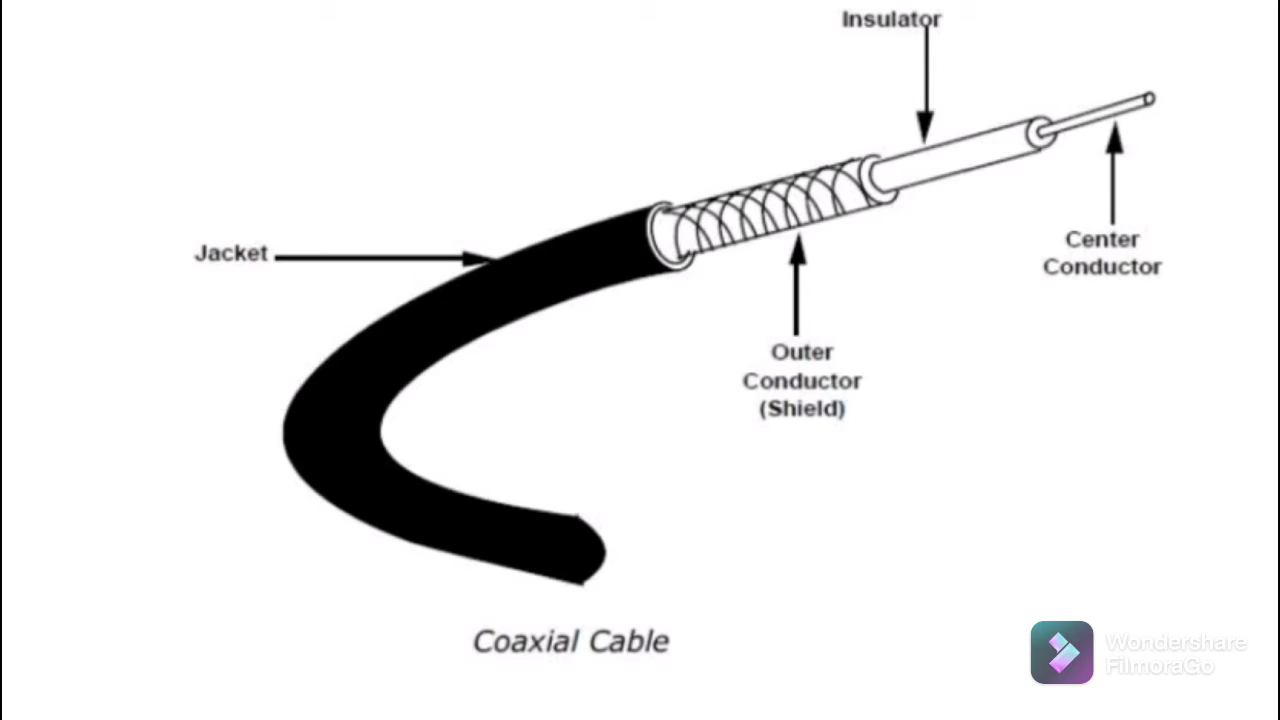 Insulator
Jacket
Center
Conductor
Outer
Conductor
(Shield)
Coaxial Cable
Wondershare
FilmoraGo